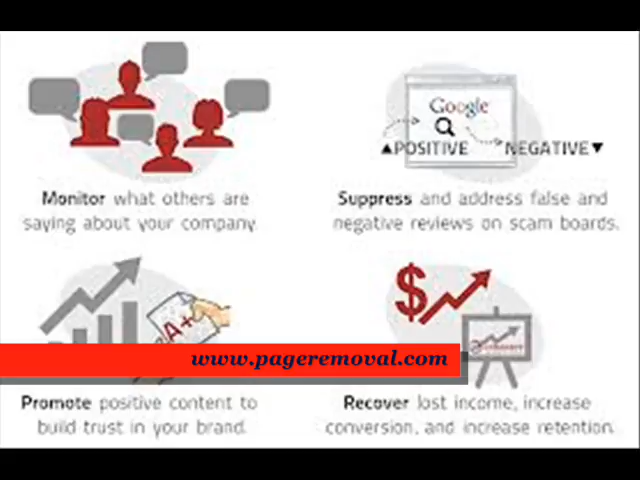 Google
▲POSITIVE NEGATIVE▼
Monitor what others are
saying about your company.
Suppress and address false and
negative reviews on scam boards.
A+
$
www.pageremoval.com
Promote positive content to
build trust in your brand.
Recover lost income, increase
conversion, and increase retention.